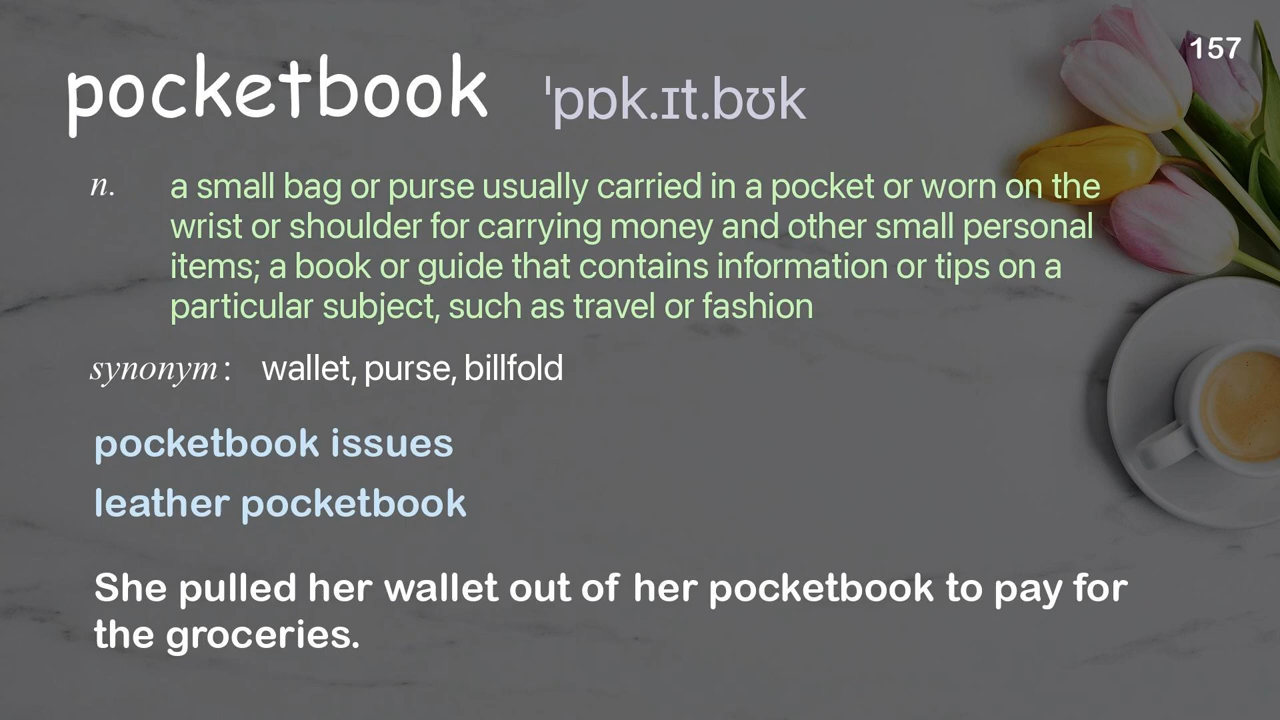 157
pocketbook ˈpɒk.ɪt.bʊk
n. a small bag or purse usually carried in a pocket or worn on the
wrist or shoulder for carrying money and other small personal
items; a book or guide that contains information or tips on a
particular subject, such as travel or fashion
synonym: wallet, purse, billfold
pocketbook issues
leather pocketbook
She pulled her wallet out of her pocketbook to pay for
the groceries.